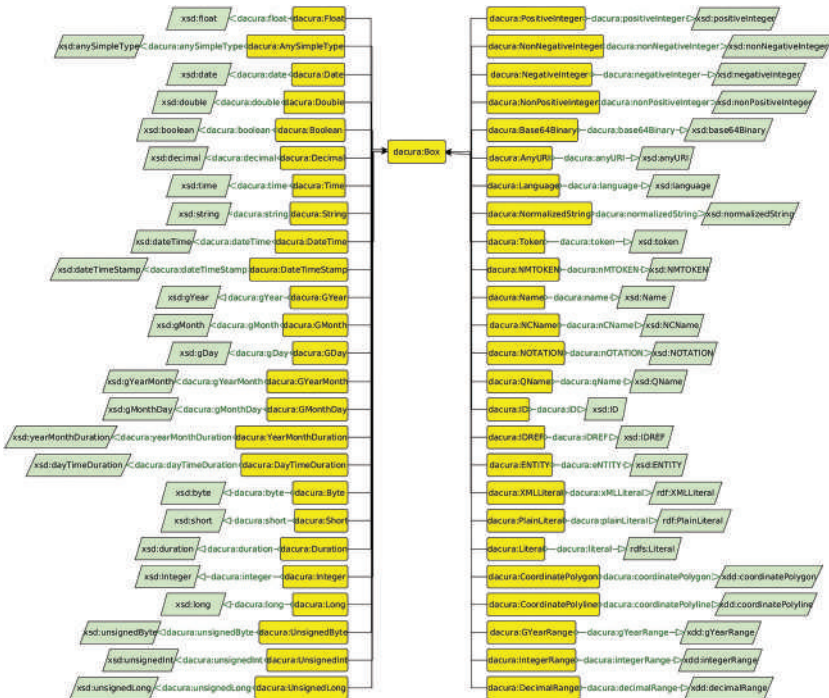 xsd:float dacura:float dacura:Float dacura:PositiveInteger dacura:positiveInteger xsd:positiveInteger
xsd:anySimpleType dacura:anySimpleType dacura:AnySimpleType dacura:NonNegativeInteger dacura:nonNegativeInteger xsd:nonNegativeInteger
xsd:date dacura:date dacura:Date dacura:NegativeInteger dacura:negativeInteger xsd:negativeInteger
xsd:double dacura:double dacura:Double dacura:NonPositiveInteger dacura:nonPositiveInteger xsd:nonPositiveInteger
xsd:boolean dacura:boolean dacura:Boolean dacura:Base64Binary dacura:base64Binary xsd:base64Binary
dacura:Box
xsd:decimal dacura:decimal dacura:Decimal dacura:AnyURI dacura:anyURI xsd:anyURI
xsd:time dacura:time dacura:Time dacura:Language dacura:language xsd:language
xsd:string dacura:string dacura:String dacura:NormalizedString dacura:normalizedString xsd:normalizedString
xsd:dateTime dacura:dateTime dacura:DateTime dacura:Token dacura:token xsd:token
xsd:dateTimeStamp dacura:dateTimeStamp dacura:DateTimeStamp dacura:NMTOKEN dacura:nMTOKEN xsd:NMTOKEN
xsd:gYear dacura:gYear dacura:GYear dacura:Name dacura:name xsd:Name
xsd:gMonth dacura:gMonth dacura:GMonth dacura:NCName dacura:nCName xsd:NCName
xsd:gDay dacura:gDay dacura:GDay dacura:NOTATION dacura:nOTATION xsd:NOTATION
xsd:gYearMonth dacura:gYearMonth dacura:GYearMonth dacura:QName dacura:qName xsd:QName
xsd:gMonthDay dacura:gMonthDay dacura:GMonthDay dacura:ID dacura:iD xsd:ID
xsd:yearMonthDuration dacura:yearMonthDuration dacura:YearMonthDuration dacura:IDREF dacura:iDREF xsd:IDREF
xsd:dayTimeDuration dacura:dayTimeDuration dacura:DayTimeDuration dacura:ENTITY dacura:eNTITY xsd:ENTITY
xsd:byte dacura:byte dacura:Byte dacura:XMLLiteral dacura:xMLLiteral rdf:XMLLiteral
xsd:short dacura:short dacura:Short dacura:PlainLiteral dacura:plainLiteral rdf:PlainLiteral
xsd:duration dacura:duration dacura:Duration dacura:Literal dacura:literal rdfs:Literal
xsd:Integer dacura:integer dacura:Integer dacura:CoordinatePolygon dacura:coordinatePolygon xdd:coordinatePolygon
xsd:long dacura:long dacura:Long dacura:CoordinatePolyline dacura:coordinatePolyline xdd:coordinatePolyline
xsd:unsignedByte dacura:unsignedByte dacura:UnsignedByte dacura:GYearRange dacura:gYearRange xdd:gYearRange
xsd:unsignedInt dacura:unsignedInt dacura:UnsignedInt dacura:IntegerRange dacura:integerRange xdd:integerRange
xsd:unsignedLong dacura:unsignedLong dacura:UnsignedLong dacura:DecimalRange dacura:decimalRange xdd:decimalRange